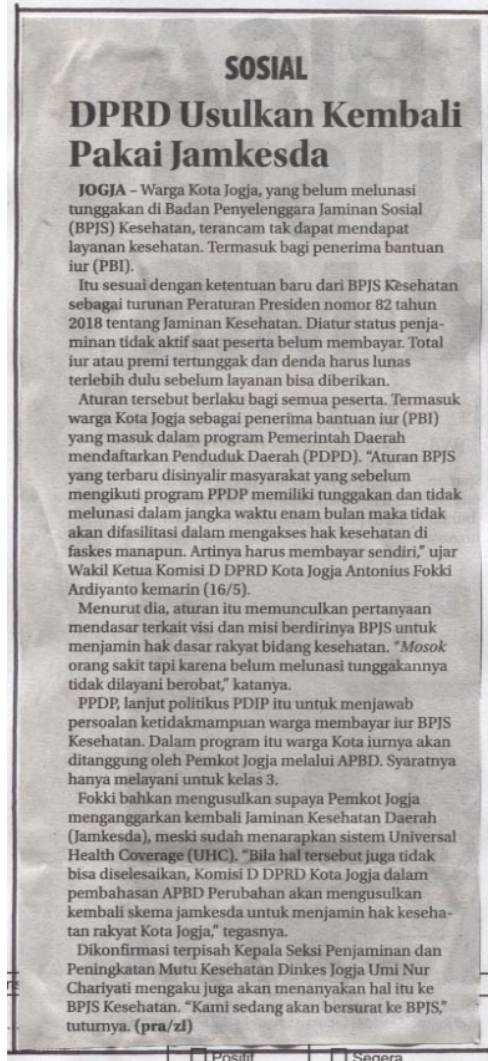 SOSIAL
DPRD Usulkan Kembali
Pakai Jamkesda
JOGJA – Warga Kota Jogja, yang belum melunasi
tunggakan di Badan Penyelenggara Jaminan Sosial
(BPJS) Kesehatan, terancam tak dapat mendapat
layanan kesehatan. Termasuk bagi penerima bantuan
iur (PBI).
Itu sesuai dengan ketentuan baru dari BPJS Kesehatan
sebagai turunan Peraturan Presiden nomor 82 tahun
2018 tentang Jaminan Kesehatan. Diatur status penja-
minan tidak aktif saat peserta belum membayar. Total
iur atau premi tertunggak dan denda harus lunas
terlebih dulu sebelum layanan bisa diberikan.
Aturan tersebut berlaku bagi semua peserta. Termasuk
warga Kota Jogja sebagai penerima bantuan iur (PBI)
yang masuk dalam program Pemerintah Daerah
mendaftarkan Penduduk Daerah (PDPD). “Aturan BPJS
yang terbaru disinyalir masyarakat yang sebelum
mengikuti program PPDP memiliki tunggakan dan tidak
melunasi dalam jangka waktu enam bulan maka tidak
akan difasilitasi dalam mengakses hak kesehatan di
faskes manapun. Artinya harus membayar sendiri,” ujar
Wakil Ketua Komisi D DPRD Kota Jogja Antonius Fokki
Ardiyanto kemarin (16/5).
Menurut dia, aturan itu memunculkan pertanyaan
mendasar terkait visi dan misi berdirinya BPJS untuk
menjamin hak dasar rakyat bidang kesehatan. “Mosok
orang sakit tapi karena belum melunasi tunggakannya
tidak dilayani berobat,” katanya.
PPDP, lanjut politikus PDIP itu untuk menjawab
persoalan ketidakmampuan warga membayar iur BPJS
Kesehatan. Dalam program itu warga Kota iurnya akan
ditanggung oleh Pemkot Jogja melalui APBD. Syaratnya
hanya melayani untuk kelas 3.
Fokki bahkan mengusulkan supaya Pemkot Jogja
menganggarkan kembali Jaminan Kesehatan Daerah
(Jamkesda), meski sudah menarapkan sistem Universal
Health Coverage (UHC). “Bila hal tersebut juga tidak
bisa diselesaikan, Komisi D DPRD Kota Jogja dalam
pembahasan APBD Perubahan akan mengusulkan
kembali skema jamkesda untuk menjamin hak keseha-
tan rakyat Kota Jogja,” tegasnya.
Dikonfirmasi terpisah Kepala Seksi Penjaminan dan
Peningkatan Mutu Kesehatan Dinkes Jogja Umi Nur
Chariyati mengaku juga akan menanyakan hal itu ke
BPJS Kesehatan. “Kami sedang akan bersurat ke BPJS,”
tuturnya. (pra/zl)
Positif
Segera